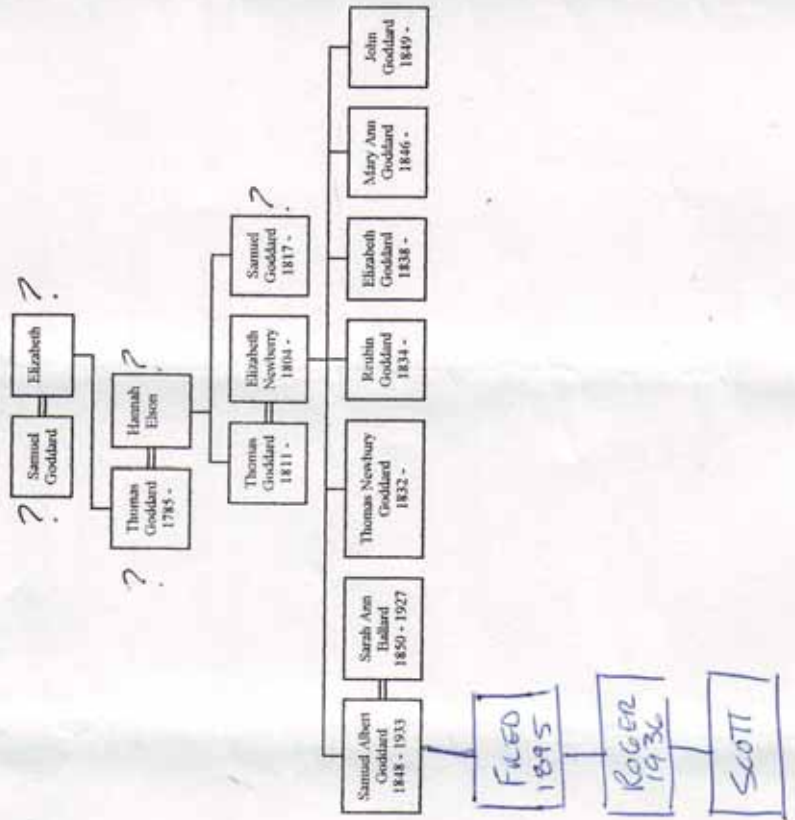 ?
Samuel
Goddard
Elizabeth
?
?
Thomas
Goddard
1785 -
Hannah
Elson
?
Thomas
Goddard
1811 -
Elizabeth
Newberry
1804 -
Samuel
Goddard
1817 -
?
Samuel Albert
Goddard
1848 - 1933
Sarah Ann
Ballard
1850 - 1927
Thomas Newbury
Goddard
1832 -
Reubin
Goddard
1834 -
Elizabeth
Goddard
1838 -
Mary Ann
Goddard
1846 -
John
Goddard
1849 -
FRED
1895
ROGER
1936
SCOTT